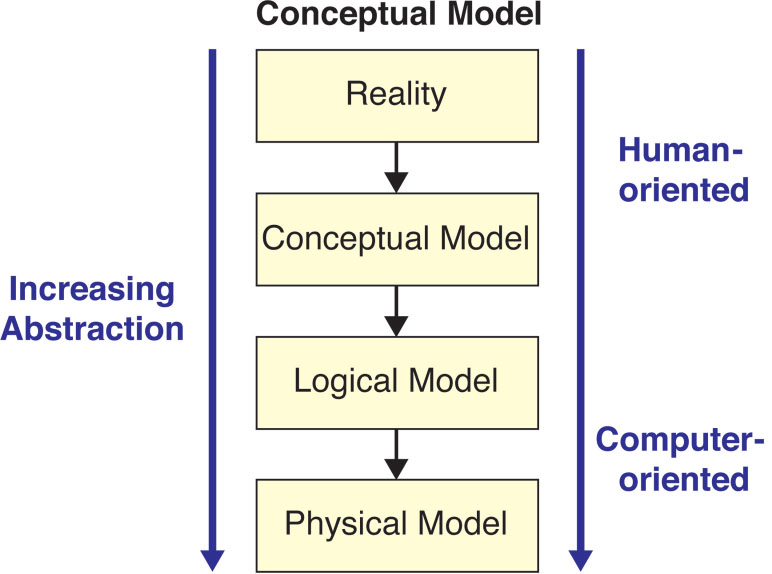 Conceptual Model
Reality
Human-
oriented
Conceptual Model
Increasing
Abstraction
Logical Model
Computer-
oriented
Physical Model